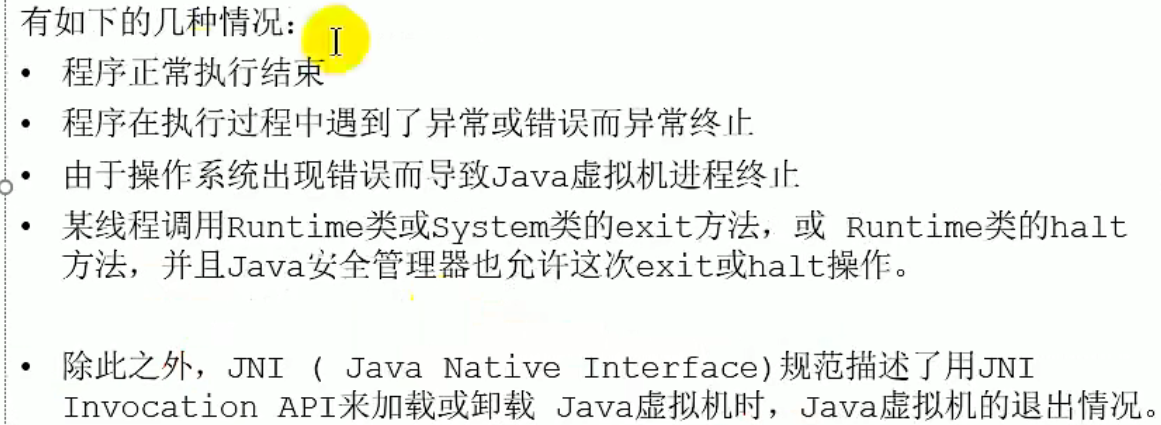 有如下的几种情况：
• 程序正常执行结束
• 程序在执行过程中遇到了异常或错误而异常终止
• 由于操作系统出现错误而导致Java虚拟机进程终止
• 某线程调用Runtime类或System类的exit方法，或 Runtime类的halt
方法，并且Java安全管理器也允许这次exit或halt操作。
• 除此之外，JNI ( Java Native Interface)规范描述了用JNI
Invocation API来加载或卸载 Java虚拟机时，Java虚拟机的退出情况。